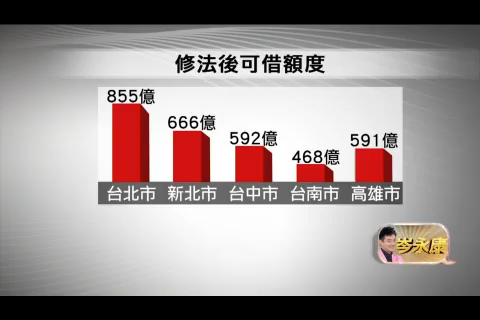 修法後可借額度
855億
666億
592億
468億
591億
台北市
新北市
台中市
台南市
高雄市
岑永康